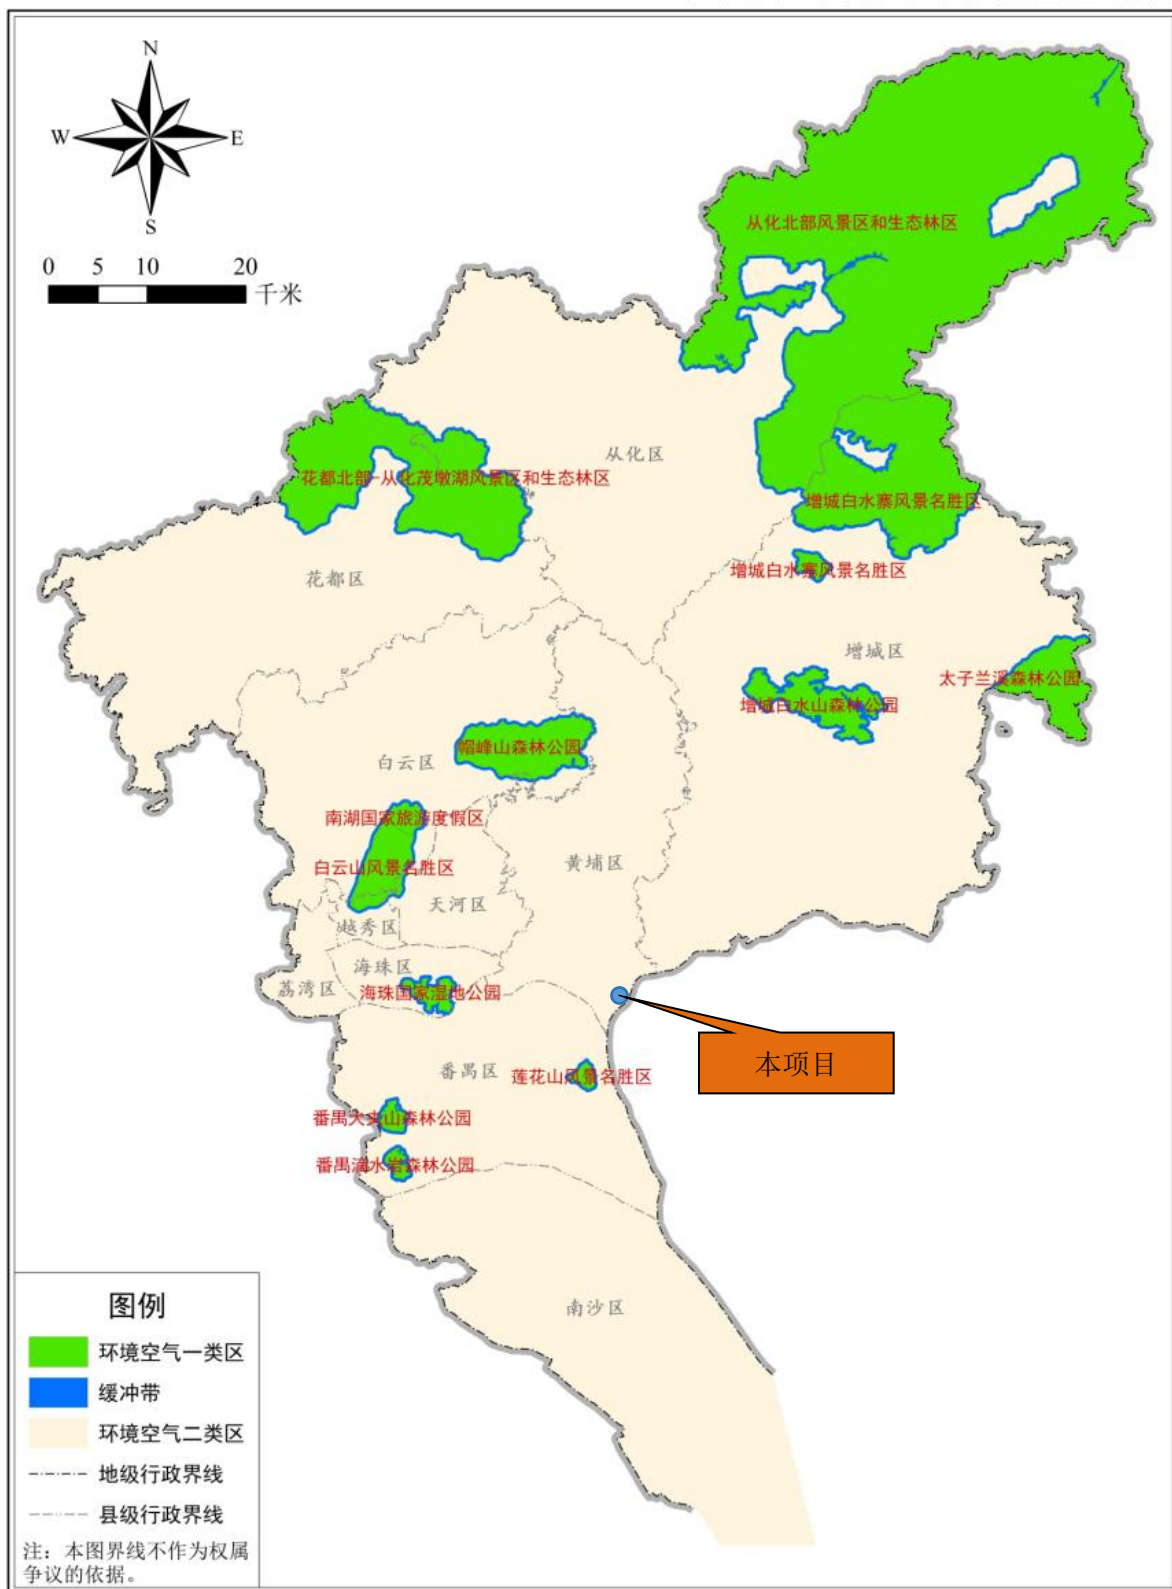 N
W
E
S
0 5 10 20
千米
从化北部风景区和生态林区
从化区
花都北部-从化茂墩湖风景区和生态林区
增城白水寨风景名胜区
增城白水寨风景名胜区
花都区
增城区
太子兰溪森林公园
增城白水山森林公园
帽峰山森林公园
白云区
南湖国家旅游度假区
白云山风景名胜区
黄埔区
天河区
越秀区
海珠区
荔湾区
海珠国家湿地公园
本项目
番禺区
莲花山风景名胜区
番禺大夫山森林公园
番禺滴水岩森林公园
南沙区
图例
环境空气一类区
缓冲带
环境空气二类区
地级行政界线
县级行政界线
注：本图界线不作为权属
争议的依据。